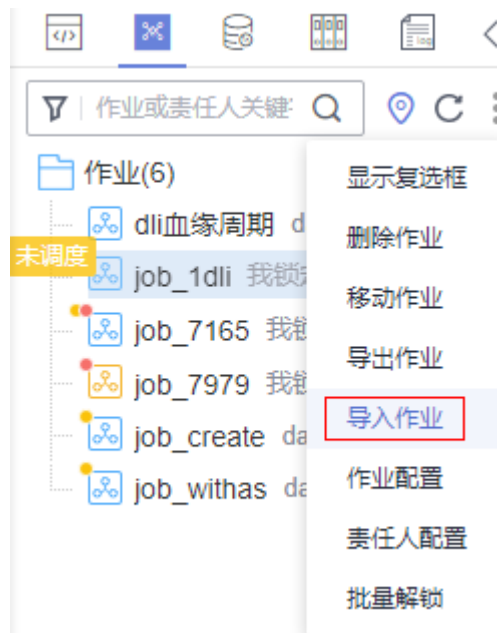 作业或责任人关键
作业(6)
dli血缘周期 d
未调度
job_1dli 我锁
job_7165 我
job_7979 我
job_create da
job_withas da
显示复选框
删除作业
移动作业
导出作业
导入作业
作业配置
责任人配置
批量解锁